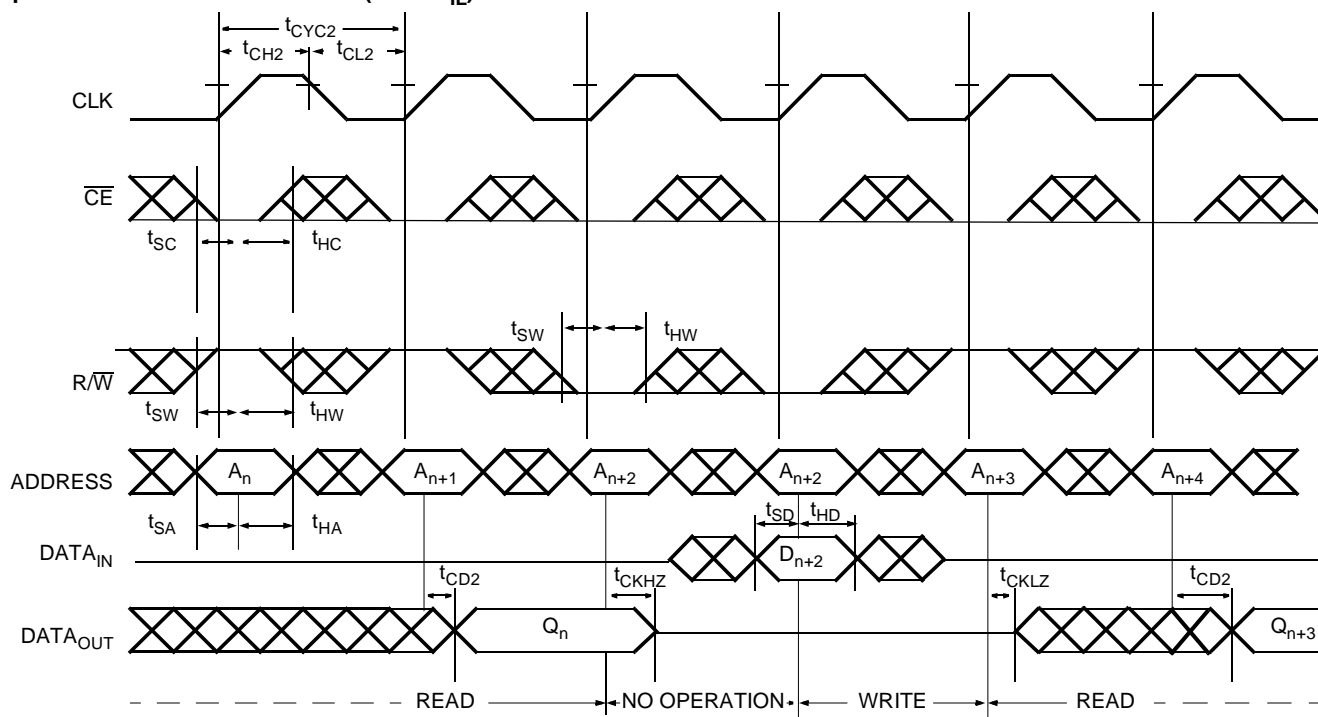 IL
tCYC2
tCH2 tCL2
CLK
CE
tSC tHC
tSW tHW
R/W
tSW tHW
ADDRESS An An+1 An+2 An+2 An+3 An+4
tSA tHA tSD tHD
DATAIN Dn+2
tCD2 tCKHZ tCKLZ tCD2
DATAOUT Qn Qn+3
READ NO OPERATION WRITE READ